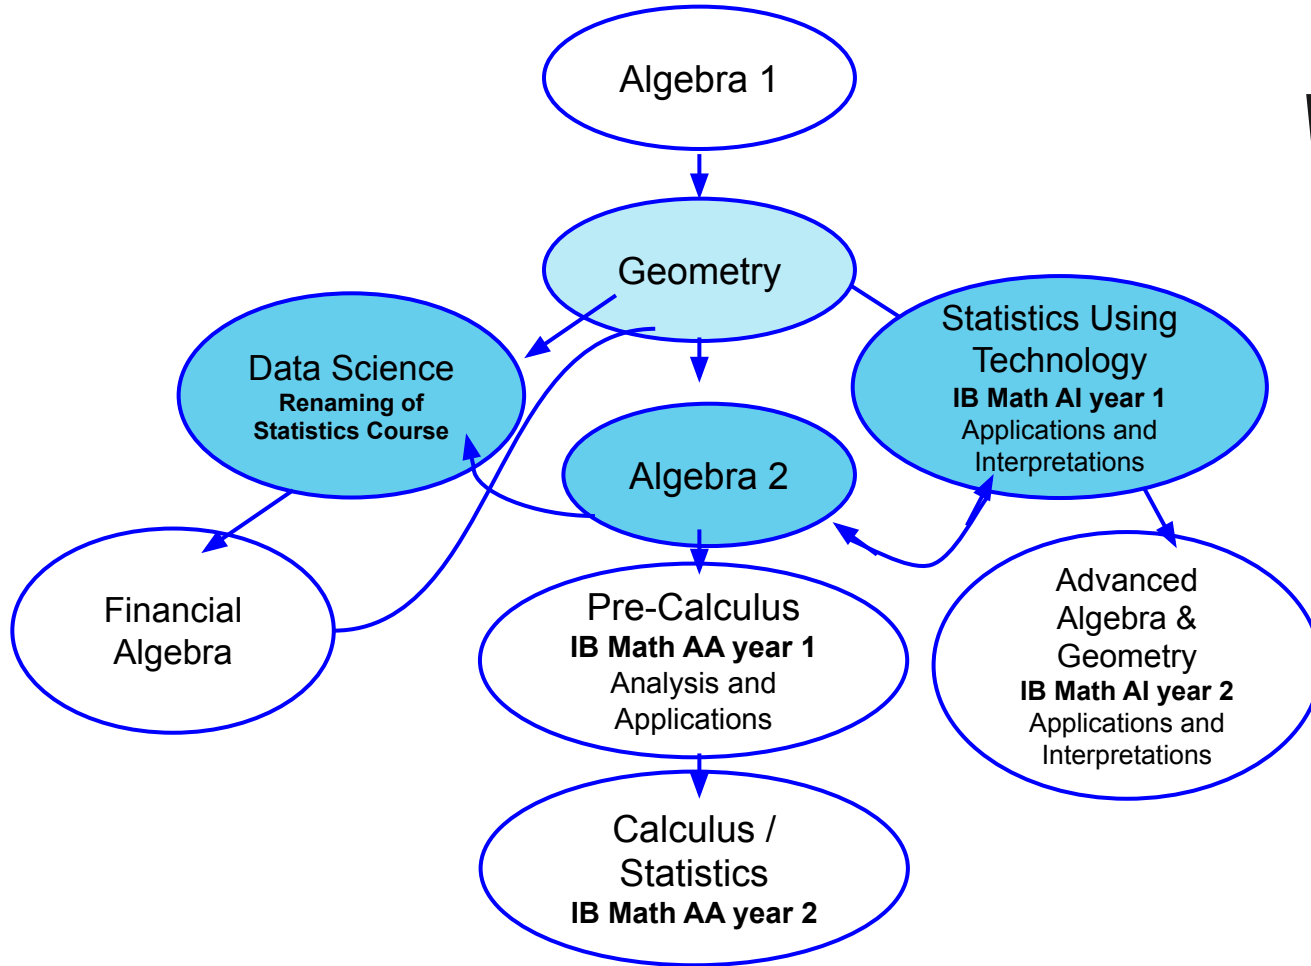 Algebra 1
Geometry
Statistics Using
Technology
IB Math AI year 1
Applications and
Interpretations
Data Science
Renaming of
Statistics Course
Algebra 2
Financial
Algebra
Pre-Calculus
IB Math AA year 1
Analysis and
Applications
Advanced
Algebra &
Geometry
IB Math AI year 2
Applications and
Interpretations
Calculus /
Statistics
IB Math AA year 2